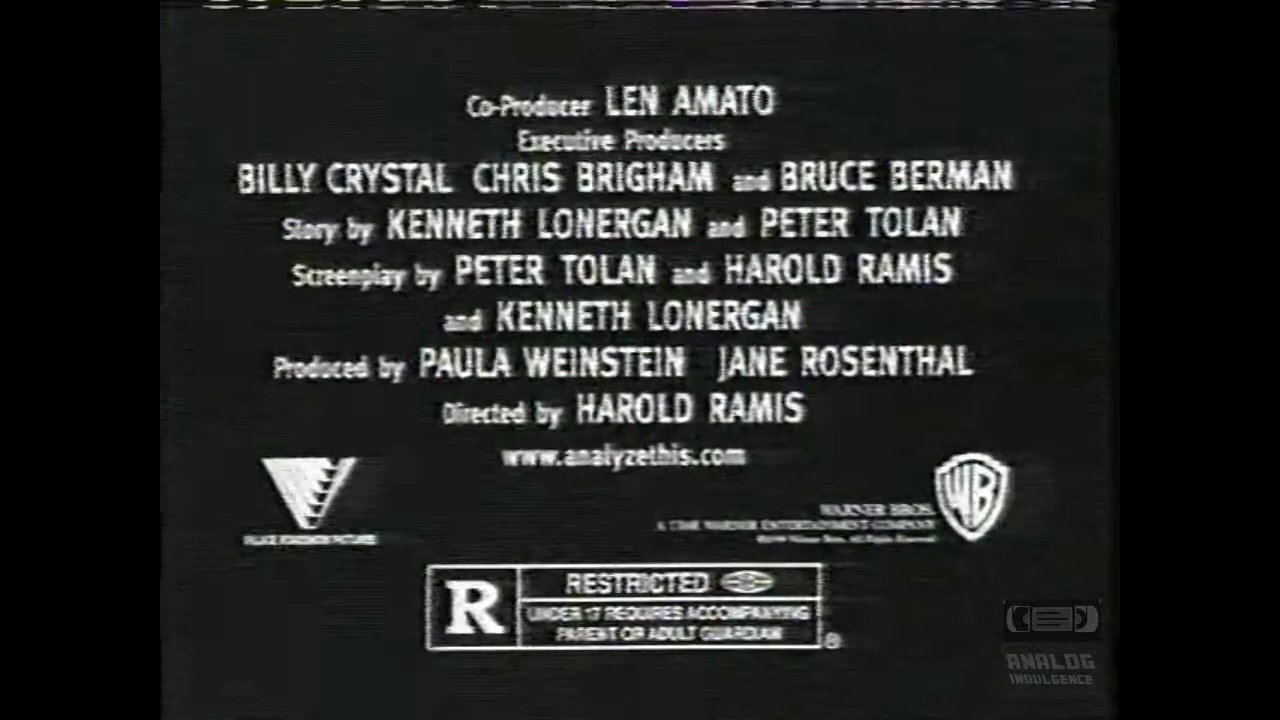 Co-Producer LEN AMATO
Executive Producers
BILLY CRYSTAL CHRIS BRIGHAM and BRUCE BERMAN
Story by KENNETH LONERGAN and PETER TOLAN
Screenplay by PETER TOLAN and HAROLD RAMIS
and KENNETH LONERGAN
Produced by PAULA WEINSTEIN JANE ROSENTHAL
Directed by HAROLD RAMIS
www.analyzethis.com
WB
WARNER BROS.
A TIME WARNER ENTERTAINMENT COMPANY
R
RESTRICTED
UNDER 17 REQUIRES ACCOMPANYING
PARENT OR ADULT GUARDIAN
®
ANALOG
INDULGENCE